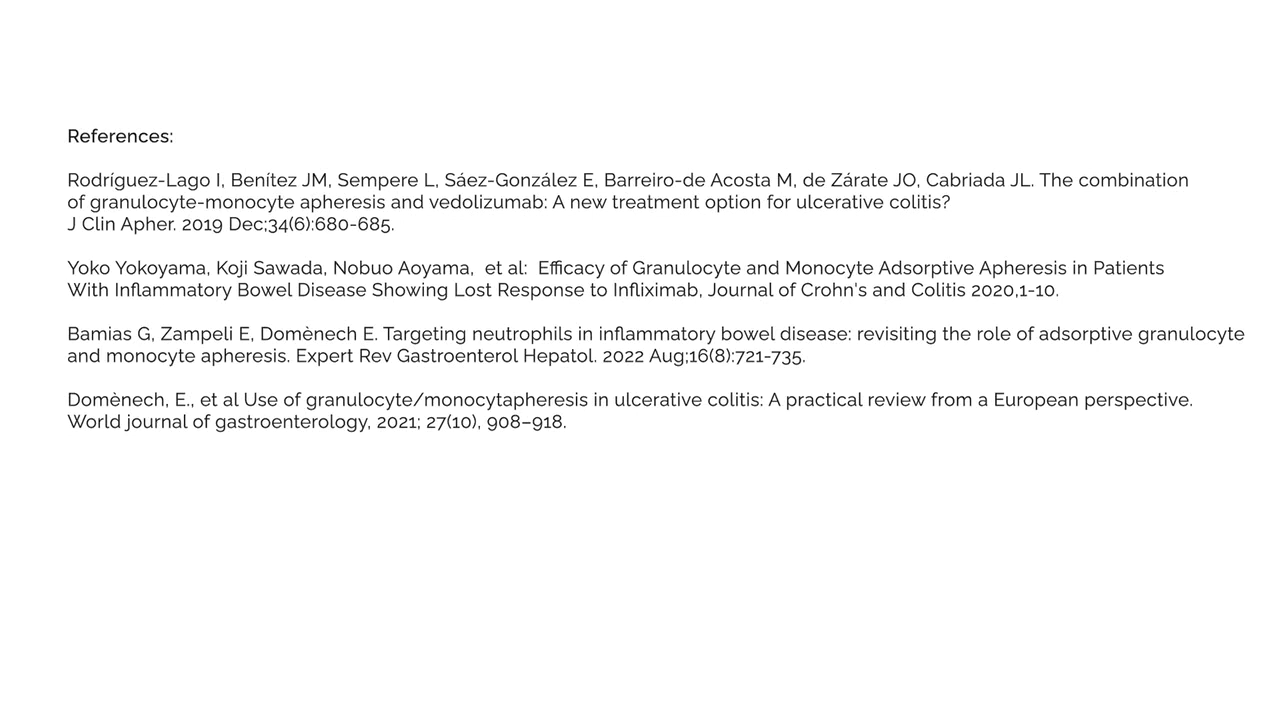 References:
Rodríguez-Lago I, Benítez JM, Sempere L, Sáez-González E, Barreiro-de Acosta M, de Zárate JO, Cabriada JL. The combination
of granulocyte-monocyte apheresis and vedolizumab: A new treatment option for ulcerative colitis?
J Clin Apher. 2019 Dec;34(6):680-685.
Yoko Yokoyama, Koji Sawada, Nobuo Aoyama,  et al:  Efficacy of Granulocyte and Monocyte Adsorptive Apheresis in Patients
With Inflammatory Bowel Disease Showing Lost Response to Infliximab, Journal of Crohn's and Colitis 2020,1-10.
Bamias G, Zampeli E, Domènech E. Targeting neutrophils in inflammatory bowel disease: revisiting the role of adsorptive granulocyte
and monocyte apheresis. Expert Rev Gastroenterol Hepatol. 2022 Aug;16(8):721-735.
Domènech, E., et al Use of granulocyte/monocytapheresis in ulcerative colitis: A practical review from a European perspective.
World journal of gastroenterology, 2021; 27(10), 908–918.